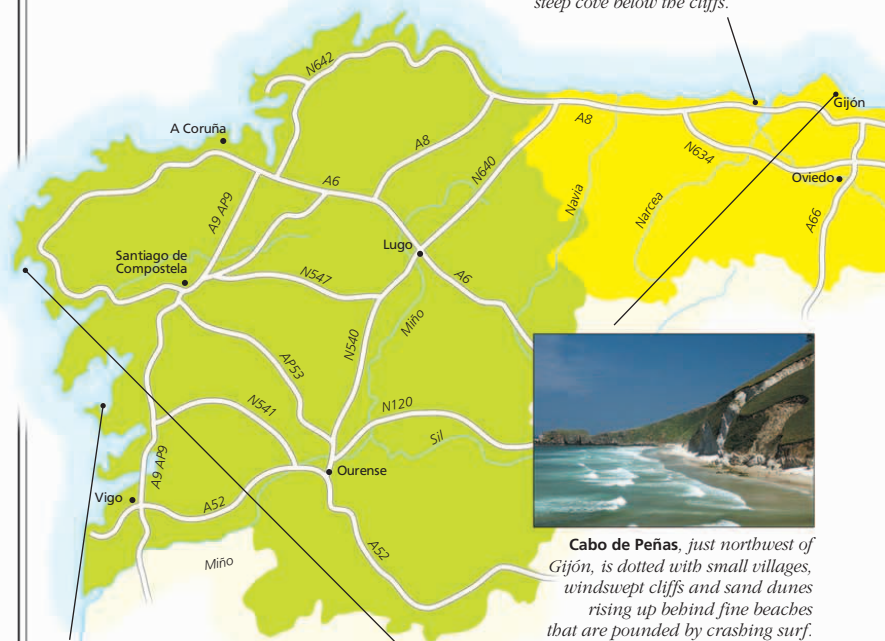 steep cove below the cliffs.
N642
Gijón
A8
A Coruña
A8
N634
N640
A6
Oviedo
Navia
Narcea
A9 AP9
A66
Lugo
Santiago de
Compostela
A6
N547
Miño
N540
AP53
N541
N120
Sil
A9 AP9
Ourense
Vigo
A52
A52
Miño
Cabo de Peñas, just northwest of
Gijón, is dotted with small villages,
windswept cliffs and sand dunes
rising up behind fine beaches
that are pounded by crashing surf.